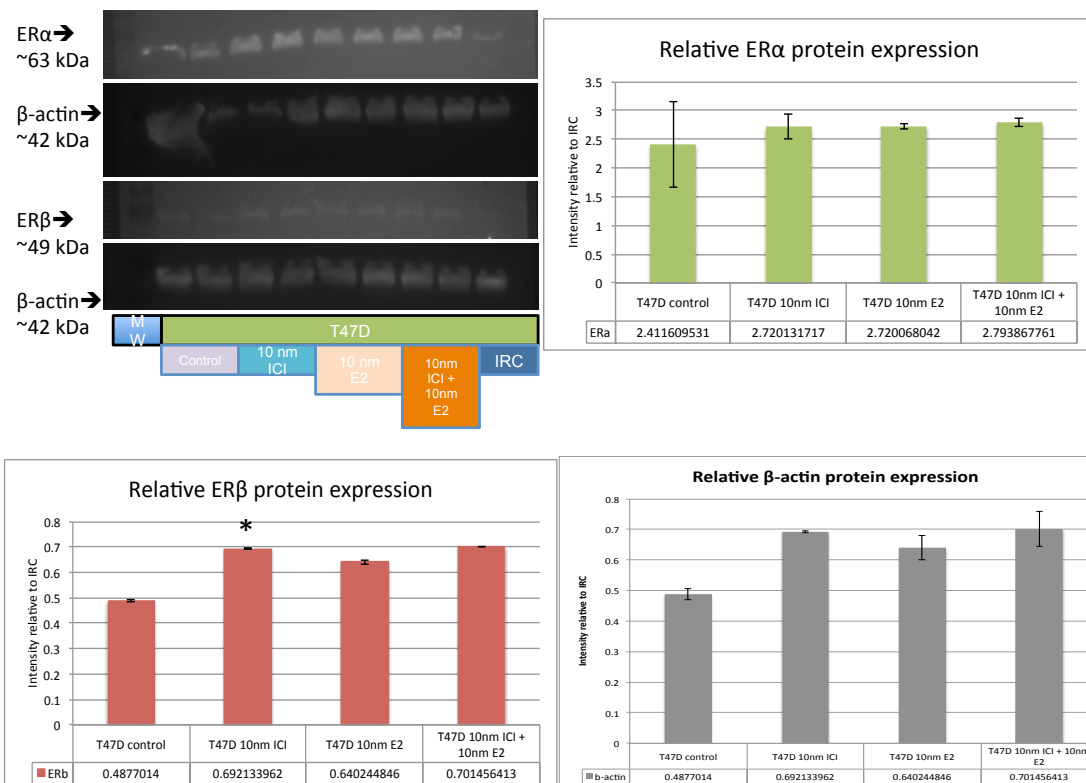 ERα➔
~63 kDa
β-actin➔
~42 kDa
ERβ➔
~49 kDa
β-actin➔
~42 kDa
M
W
T47D
Control
10 nm
ICI
10 nm
E2
10nm
ICI +
10nm
E2
IRC
Relative ERα protein expression
Intensity relative to IRC
3.5
3
2.5
2
1.5
1
0.5
0
T47D control
T47D 10nm ICI
T47D 10nm E2
T47D 10nm ICI +
10nm E2
ERa 2.411609531 2.720131717 2.720068042 2.793867761
Relative ERβ protein expression
Intensity relative to IRC
0.8
0.7
0.6
0.5
0.4
0.3
0.2
0.1
0
*
T47D control
T47D 10nm ICI
T47D 10nm E2
T47D 10nm ICI +
10nm E2
ERb 0.4877014 0.692133962 0.640244846 0.701456413
Relative β-actin protein expression
Intensity relative to IRC
0.8
0.7
0.6
0.5
0.4
0.3
0.2
0.1
0
T47D control
T47D 10nm ICI
T47D 10nm E2
T47D 10nm ICI + 10nm
E2
b-actin 0.4877014 0.692133962 0.640244846 0.701456413